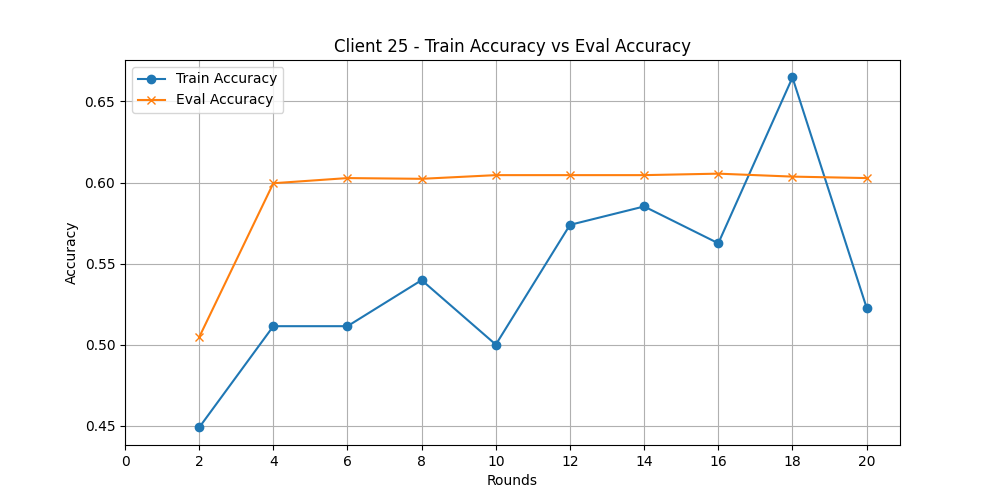 Client 25 - Train Accuracy vs Eval Accuracy
Train Accuracy
Eval Accuracy
Accuracy
0.65
0.60
0.55
0.50
0.45
0 2 4 6 8 10 12 14 16 18 20
Rounds